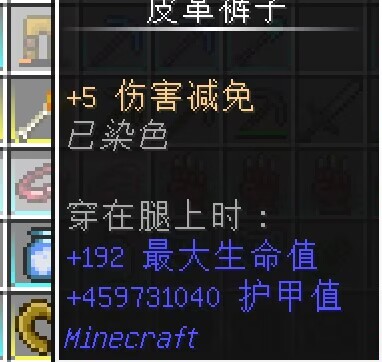 皮革裤子
+5 伤害减免
已染色
穿在腿上时：
+192 最大生命值
+459731040 护甲值
Minecraft